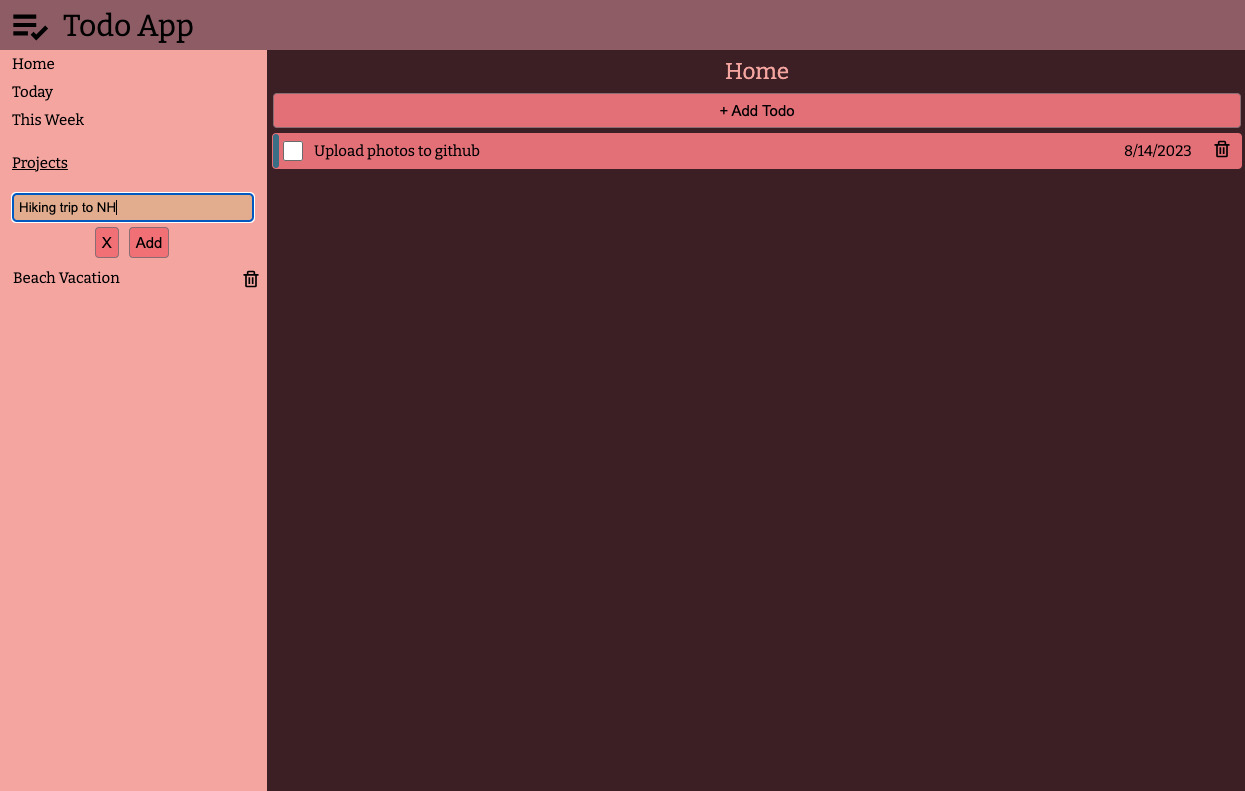 Todo App
Home
Today
This Week
Projects
Hiking trip to NH
X Add
Beach Vacation
Home
+ Add Todo
Upload photos to github 8/14/2023